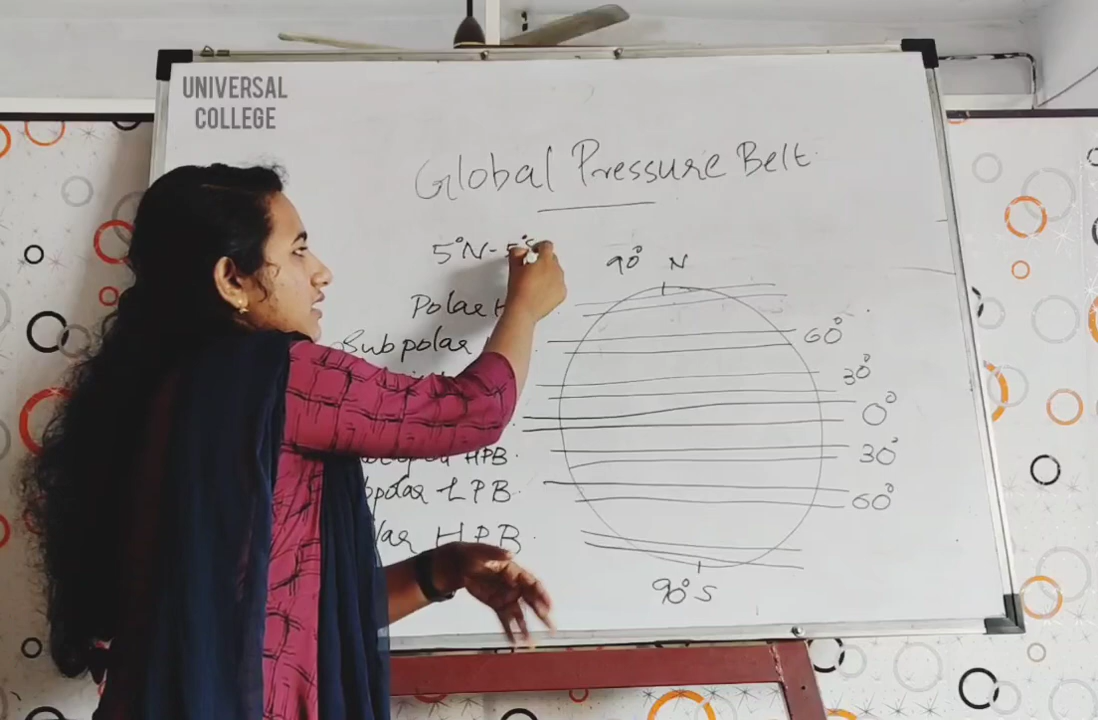 UNIVERSAL
COLLEGE
Global Pressure Belt
5°N - 5°S
90° N
Polar H
Subpolar
60°
30°
0°
HPB
30°
LPB
60°
HPB
90° S